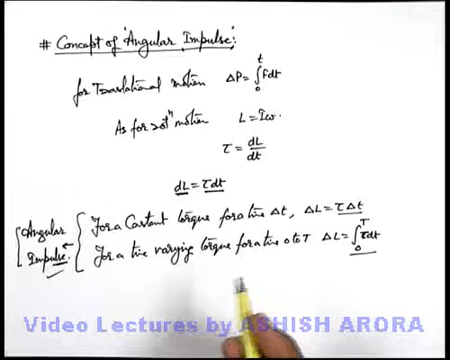 # Concept of 'Angular Impulse':
for Translational motion ΔP = ∫₀ᵗ Fdt
As for rotⁿ motion L = Iω.
τ = dL/dt
dL = τdt
Angular Impulse ← { For a Constant torque for a time Δt, ΔL = τΔt
For a time varying torque for a time 0 to T ΔL = ∫₀ᵀ τdt
Video Lectures by ASHISH ARORA